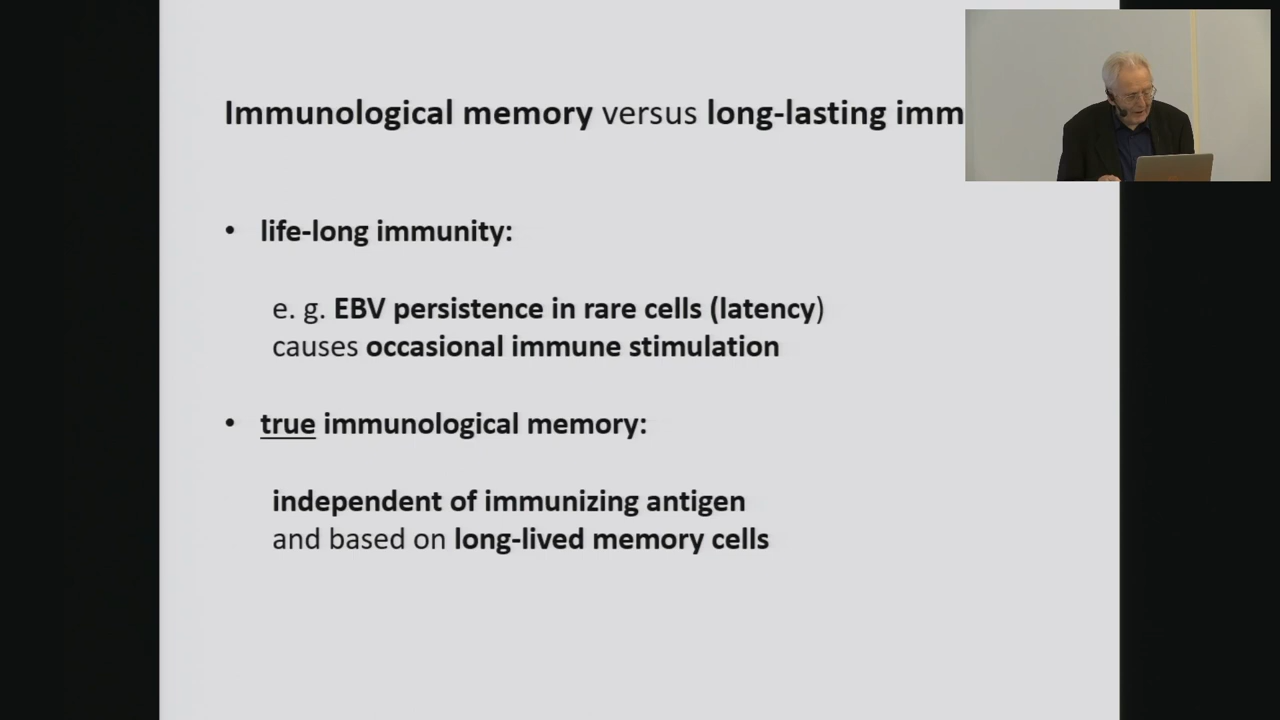 Immunological memory versus long-lasting imm
• life-long immunity:
e. g. EBV persistence in rare cells (latency)
causes occasional immune stimulation
• true immunological memory:
independent of immunizing antigen
and based on long-lived memory cells